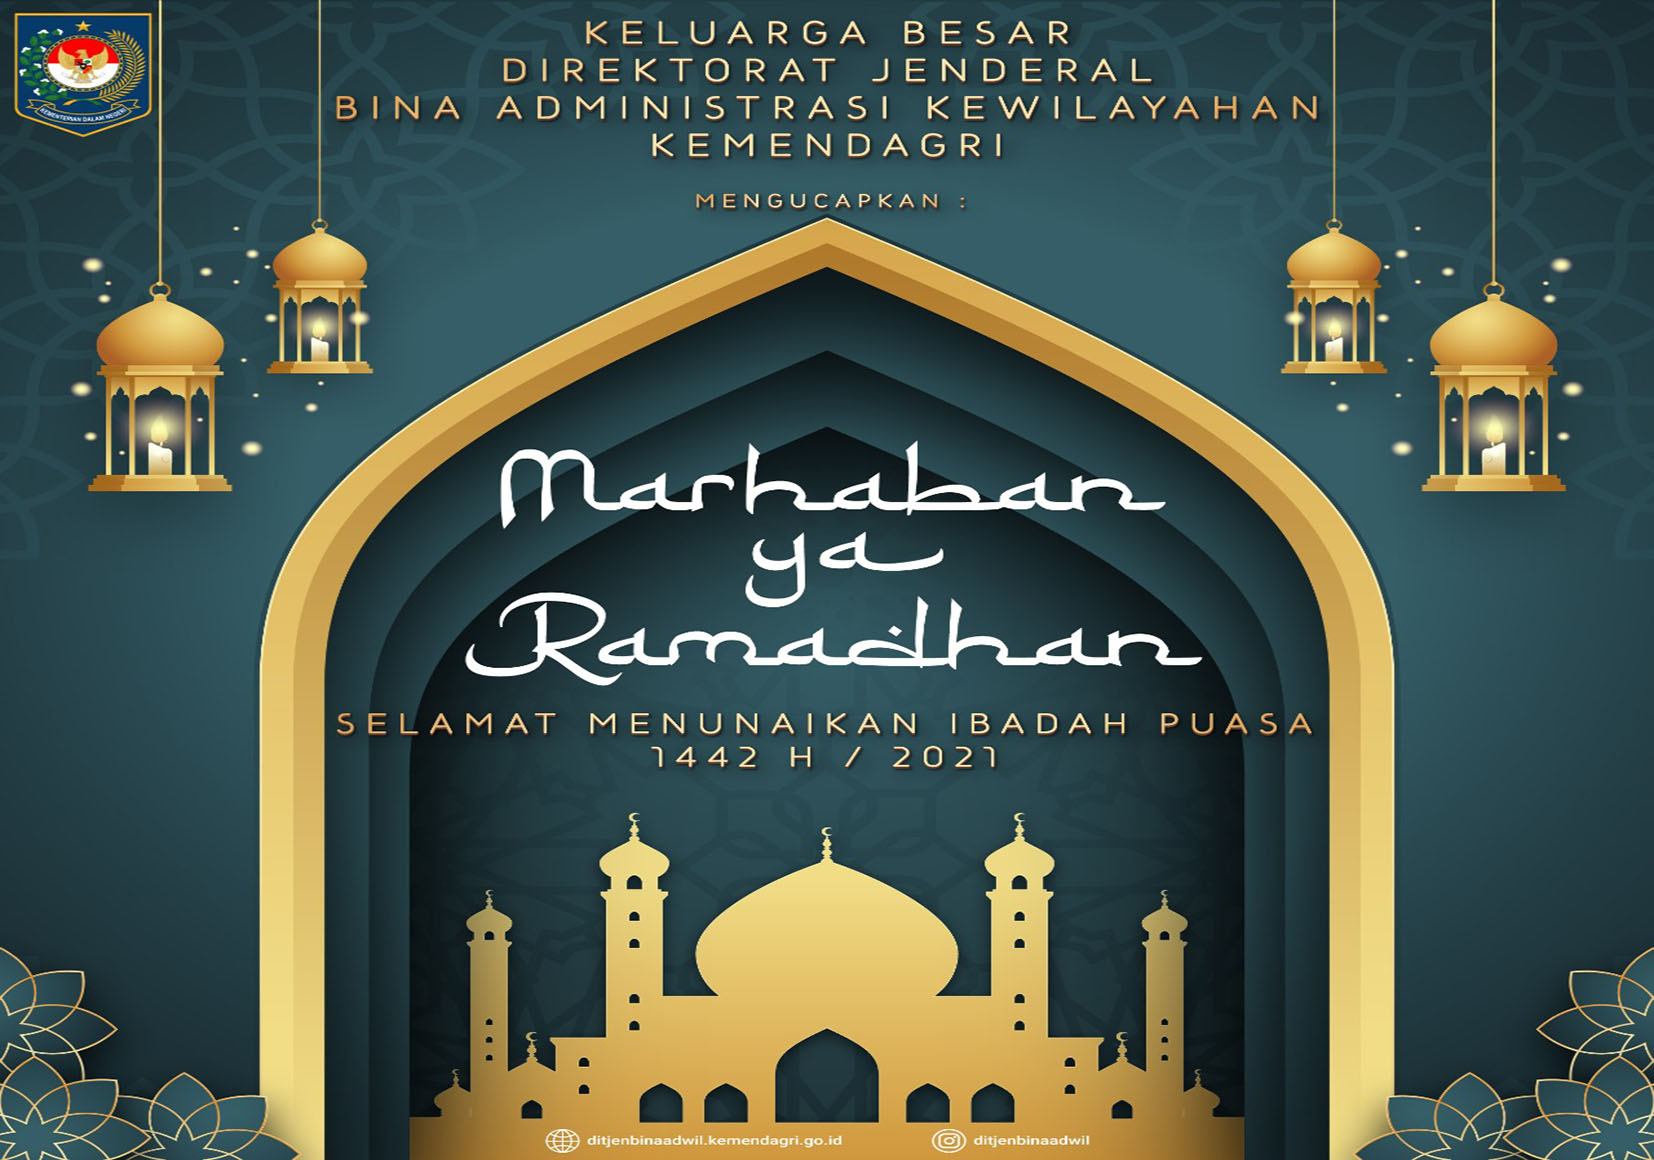 KEMENTERIAN DALAM NEGERI
KELUARGA BESAR
DIREKTORAT JENDERAL
BINA ADMINISTRASI KEWILAYAHAN
KEMENDAGRI
MENGUCAPKAN :
Marhaban
ya
Ramadhan
SELAMAT MENUNAIKAN IBADAH PUASA
1442 H / 2021
ditjenbinaadwil.kemendagri.go.id
ditjenbinaadwil